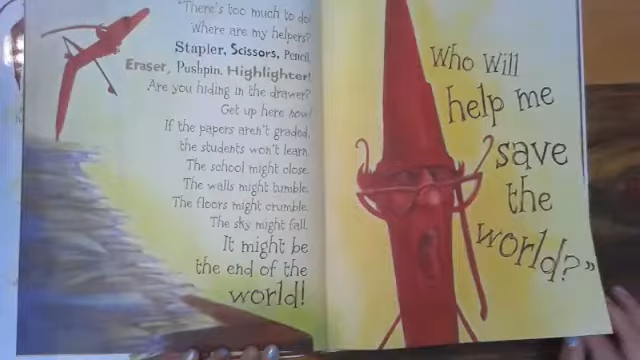 "There's too much to do!
Where are my helpers?
Stapler, Scissors, Pencil,
Eraser, Pushpin, Highlighter!
Are you hiding in the drawer?
Get up here now!
If the papers aren't graded,
the students won't learn.
The school might close.
The walls might tumble.
The floors might crumble.
The sky might fall.
It might be
the end of the
world!
Who will
help me
save
the
world?"